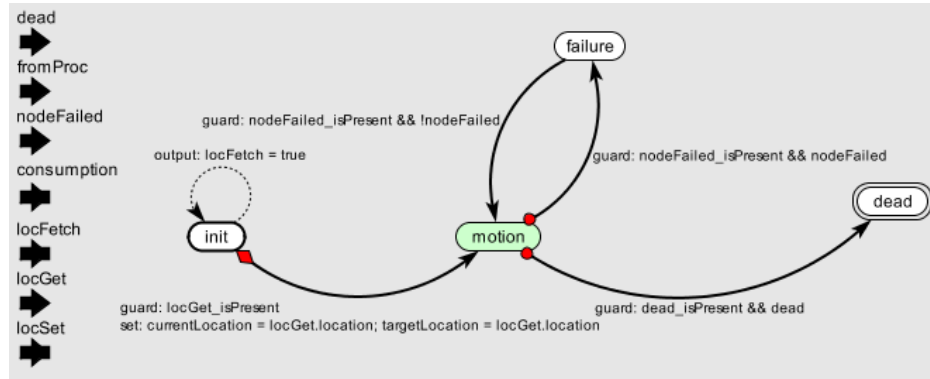 dead
fromProc
nodeFailed
consumption
locFetch
locGet
locSet
failure
guard: nodeFailed_isPresent && !nodeFailed
output: locFetch = true
guard: nodeFailed_isPresent && nodeFailed
init
motion
dead
guard: locGet_isPresent
set: currentLocation = locGet.location; targetLocation = locGet.location
guard: dead_isPresent && dead